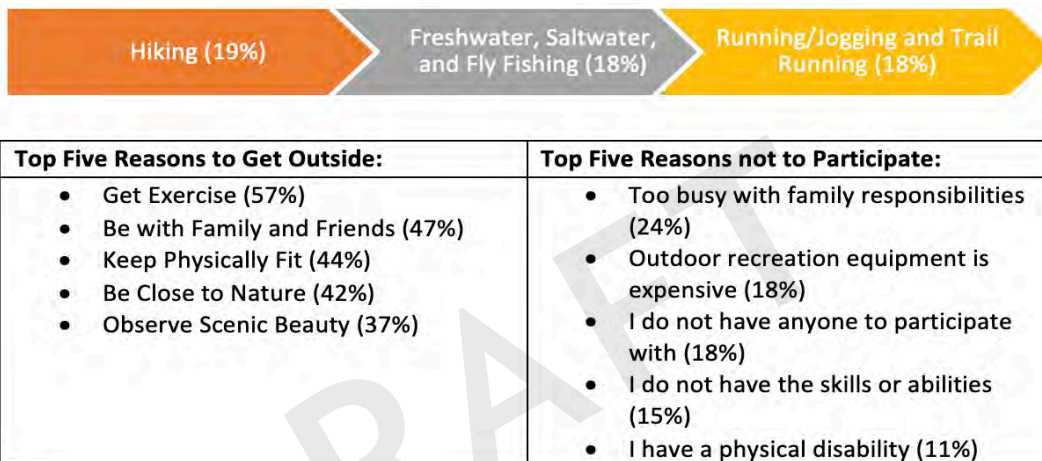 Hiking (19%)
Freshwater, Saltwater,
and Fly Fishing (18%)
Running/Jogging and Trail
Running (18%)
Top Five Reasons to Get Outside:
• Get Exercise (57%)
• Be with Family and Friends (47%)
• Keep Physically Fit (44%)
• Be Close to Nature (42%)
• Observe Scenic Beauty (37%)
Top Five Reasons not to Participate:
• Too busy with family responsibilities
(24%)
• Outdoor recreation equipment is
expensive (18%)
• I do not have anyone to participate
with (18%)
• I do not have the skills or abilities
(15%)
• I have a physical disability (11%)
RAFT